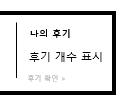 나의 후기
후기 개수 표시
후기 확인 »